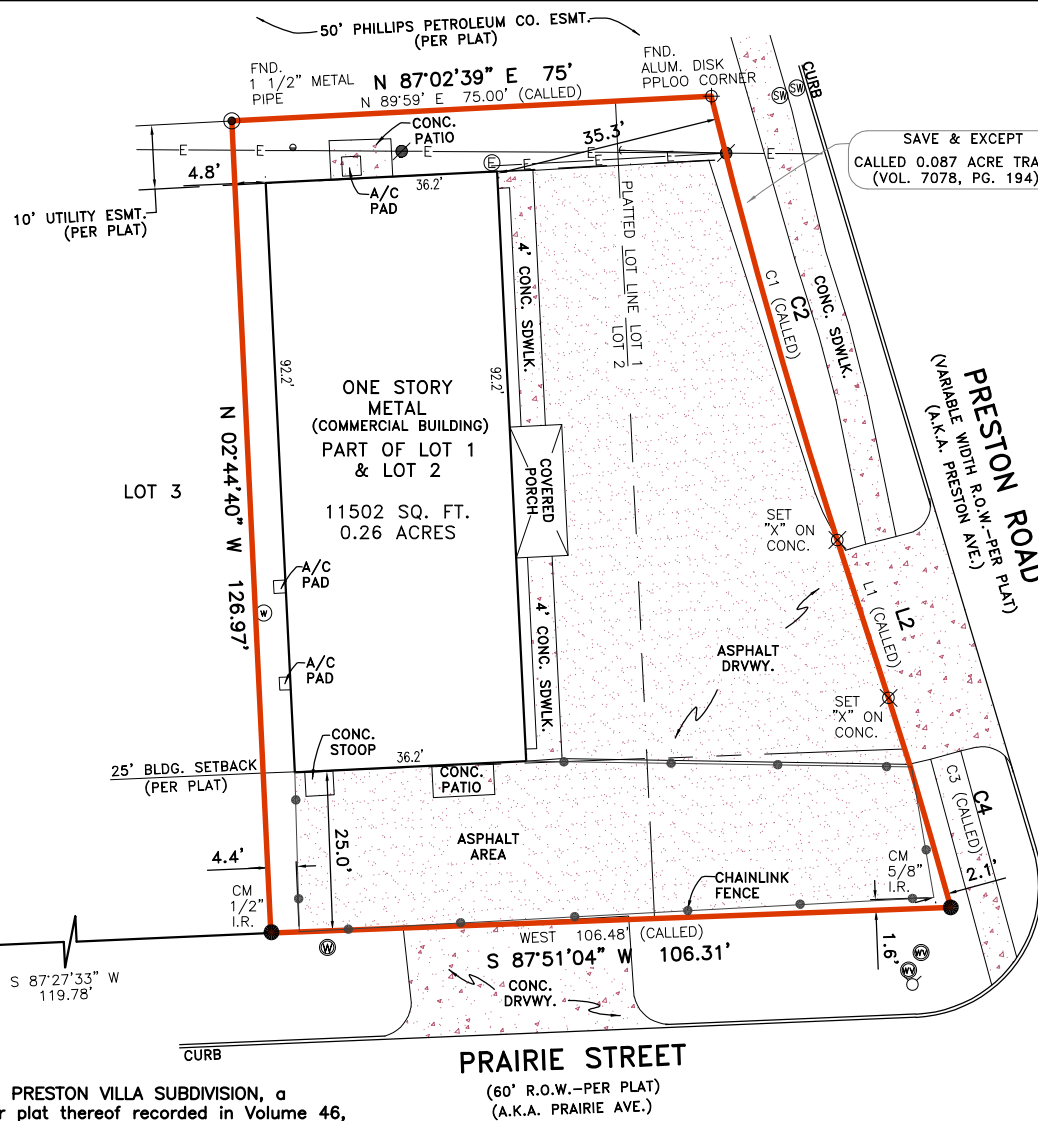 50' PHILLIPS PETROLEUM CO. ESMT.
(PER PLAT)
FND.
1 1/2" METAL
PIPE
N 87°02'39" E 75'
N 89°59' E 75.00' (CALLED)
FND.
ALUM. DISK
PPLOO CORNER
SW
SW
CURB
SAVE & EXCEPT
CALLED 0.087 ACRE TRA
(VOL. 7078, PG. 194)
CONC.
PATIO
35.3'
E
E
E
E
E
E
E
E
E
4.8'
36.2'
A/C
PAD
10' UTILITY ESMT.
(PER PLAT)
PLATTED LOT LINE LOT 1
LOT 2
4' CONC. SDWLK.
C1 (CALLED)
C2
CONC. SDWLK.
PRESTON ROAD
(VARIABLE WIDTH R.O.W.-PER PLAT)
(A.K.A. PRESTON AVE.)
92.2'
92.2'
ONE STORY
METAL
(COMMERCIAL BUILDING)
PART OF LOT 1
& LOT 2
11502 SQ. FT.
0.26 ACRES
N 02°44'40" W 126.97'
LOT 3
COVERED
PORCH
SET
"X" ON
CONC.
A/C
PAD
W
L1 (CALLED)
L2
4' CONC. SDWLK.
ASPHALT
DRVWY.
A/C
PAD
SET
"X" ON
CONC.
CONC.
STOOP
36.2'
25' BLDG. SETBACK
(PER PLAT)
CONC.
PATIO
C3 (CALLED)
C4
25.0'
ASPHALT
AREA
4.4'
CM
1/2"
I.R.
CHAINLINK
FENCE
CM
5/8"
I.R.
2.1'
WEST 106.48' (CALLED)
S 87°51'04" W 106.31'
1.6'
W
WV
WV
S 87°27'33" W
119.78'
CONC.
DRVWY.
CURB
PRAIRIE STREET
(60' R.O.W.-PER PLAT)
(A.K.A. PRAIRIE AVE.)
PRESTON VILLA SUBDIVISION, a
r plat thereof recorded in Volume 46,